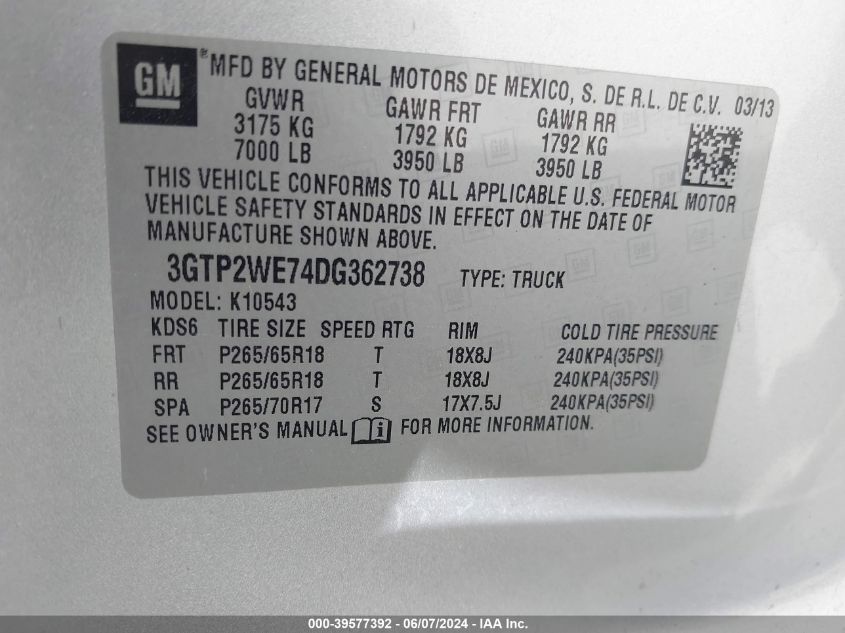 GM
® MFD BY GENERAL MOTORS DE MEXICO, S. DE R.L. DE C.V. 03/13
GVWR GAWR FRT GAWR RR
3175 KG 1792 KG 1792 KG
7000 LB 3950 LB 3950 LB
THIS VEHICLE CONFORMS TO ALL APPLICABLE U.S. FEDERAL MOTOR
VEHICLE SAFETY STANDARDS IN EFFECT ON THE DATE OF
MANUFACTURE SHOWN ABOVE.
3GTP2WE74DG362738 TYPE: TRUCK
MODEL: K10543
KDS6 TIRE SIZE SPEED RTG RIM COLD TIRE PRESSURE
FRT P265/65R18 T 18X8J 240KPA(35PSI)
RR P265/65R18 T 18X8J 240KPA(35PSI)
SPA P265/70R17 S 17X7.5J 240KPA(35PSI)
SEE OWNER'S MANUAL i FOR MORE INFORMATION.
000-39577392 - 06/07/2024 - IAA Inc.